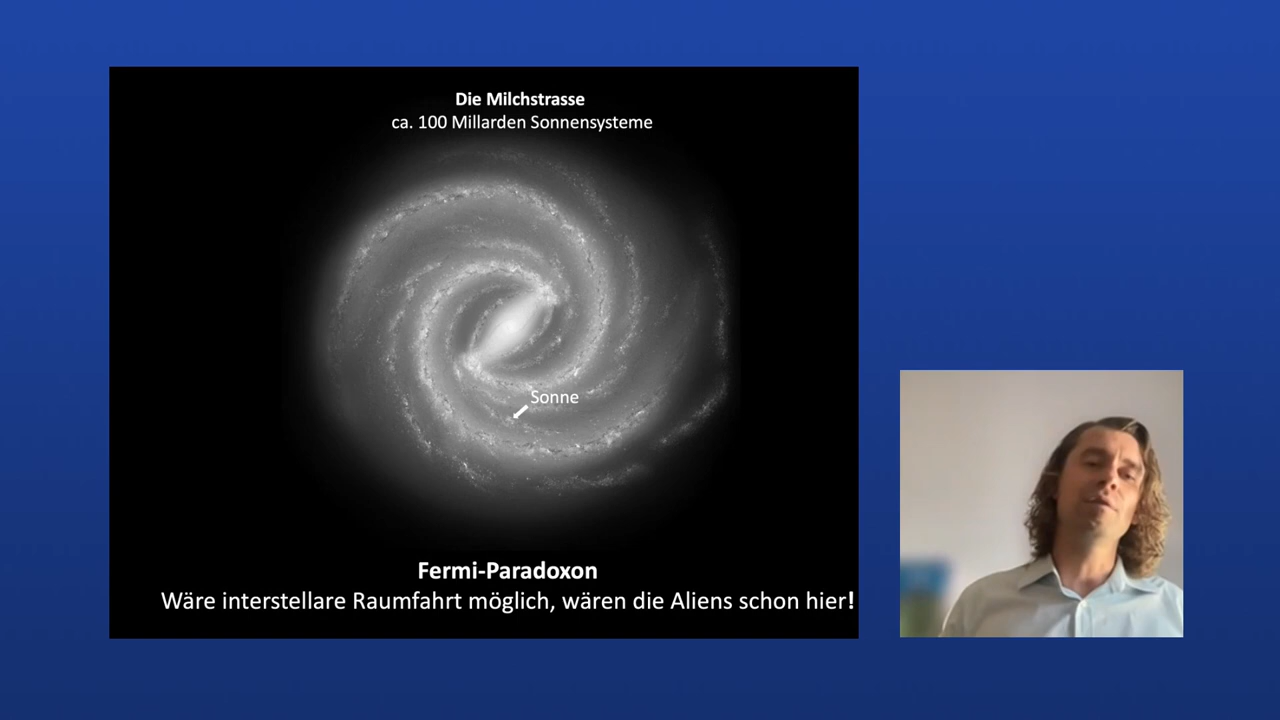 Die Milchstrasse
ca. 100 Millarden Sonnensysteme
Sonne
Fermi-Paradoxon
Wäre interstellare Raumfahrt möglich, wären die Aliens schon hier!